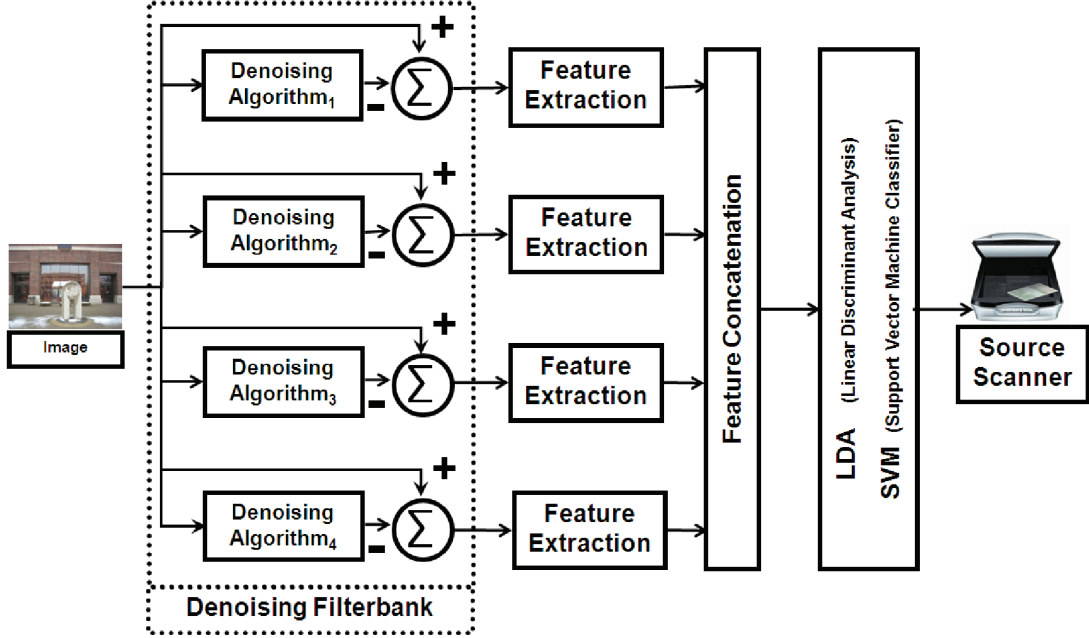 +
Denoising
Algorithm1
-
Σ
Feature
Extraction
+
Denoising
Algorithm2
-
Σ
Feature
Extraction
+
Denoising
Algorithm3
-
Σ
Feature
Extraction
+
Denoising
Algorithm4
-
Σ
Feature
Extraction
Image
Denoising Filterbank
Feature Concatenation
LDA (Linear Discriminant Analysis)
SVM (Support Vector Machine Classifier)
Source
Scanner